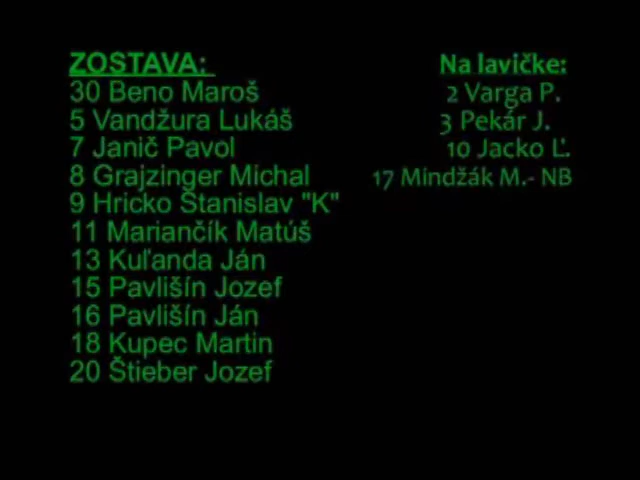 ZOSTAVA:
30 Beno Maroš
5 Vandžura Lukáš
7 Janič Pavol
8 Grajzinger Michal
9 Hricko Stanislav "K"
11 Mariančík Matúš
13 Kuľanda Ján
15 Pavlišín Jozef
16 Pavlišín Ján
18 Kupec Martin
20 Štieber Jozef
Na lavičke:
2 Varga P.
3 Pekár J.
10 Jacko Ľ.
17 Mindžák M.- NB